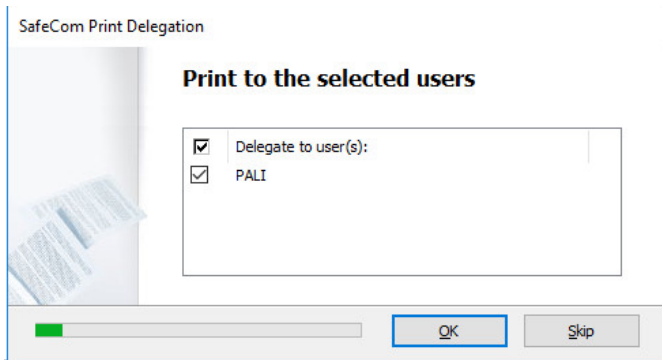 SafeCom Print Delegation
Print to the selected users
Delegate to user(s):
PALI
OK
Skip